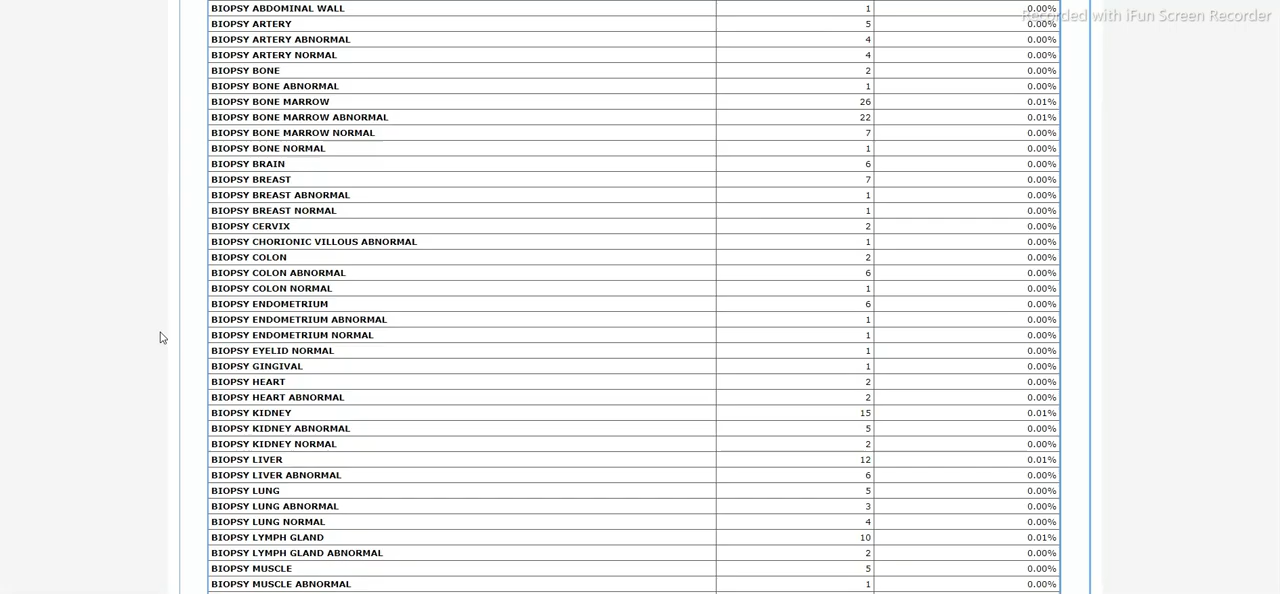 Recorded with iFun Screen Recorder
BIOPSY ABDOMINAL WALL 1 0.00%
BIOPSY ARTERY 5 0.00%
BIOPSY ARTERY ABNORMAL 4 0.00%
BIOPSY ARTERY NORMAL 4 0.00%
BIOPSY BONE 2 0.00%
BIOPSY BONE ABNORMAL 1 0.00%
BIOPSY BONE MARROW 26 0.01%
BIOPSY BONE MARROW ABNORMAL 22 0.01%
BIOPSY BONE MARROW NORMAL 7 0.00%
BIOPSY BONE NORMAL 1 0.00%
BIOPSY BRAIN 6 0.00%
BIOPSY BREAST 7 0.00%
BIOPSY BREAST ABNORMAL 1 0.00%
BIOPSY BREAST NORMAL 1 0.00%
BIOPSY CERVIX 2 0.00%
BIOPSY CHORIONIC VILLOUS ABNORMAL 1 0.00%
BIOPSY COLON 2 0.00%
BIOPSY COLON ABNORMAL 6 0.00%
BIOPSY COLON NORMAL 1 0.00%
BIOPSY ENDOMETRIUM 6 0.00%
BIOPSY ENDOMETRIUM ABNORMAL 1 0.00%
BIOPSY ENDOMETRIUM NORMAL 1 0.00%
BIOPSY EYELID NORMAL 1 0.00%
BIOPSY GINGIVAL 1 0.00%
BIOPSY HEART 2 0.00%
BIOPSY HEART ABNORMAL 2 0.00%
BIOPSY KIDNEY 15 0.01%
BIOPSY KIDNEY ABNORMAL 5 0.00%
BIOPSY KIDNEY NORMAL 2 0.00%
BIOPSY LIVER 12 0.01%
BIOPSY LIVER ABNORMAL 6 0.00%
BIOPSY LUNG 5 0.00%
BIOPSY LUNG ABNORMAL 3 0.00%
BIOPSY LUNG NORMAL 4 0.00%
BIOPSY LYMPH GLAND 10 0.01%
BIOPSY LYMPH GLAND ABNORMAL 2 0.00%
BIOPSY MUSCLE 5 0.00%
BIOPSY MUSCLE ABNORMAL 1 0.00%